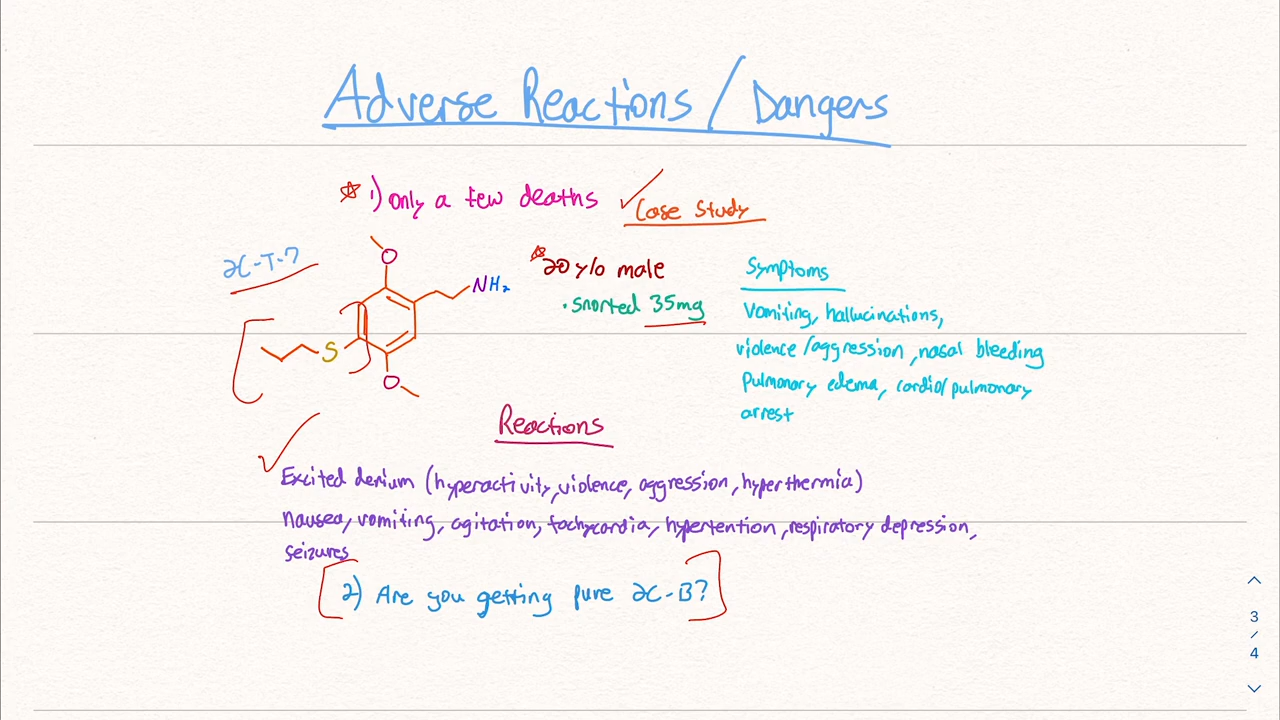 Adverse Reactions / Dangers
1) Only a few deaths Case Study
2C-T-7
O
NH2
S
O
20 y/o male
• Snorted 35mg
Symptoms
Vomiting, hallucinations,
violence/aggression, nasal bleeding
Pulmonary edema, cardio/pulmonary
arrest
Reactions
Excited derium (hyperactivity, violence, aggression, hyperthermia)
nausea, vomiting, agitation, tachycardia, hypertention, respiratory depression,
seizures
2) Are you getting pure 2C-B?
3
/
4